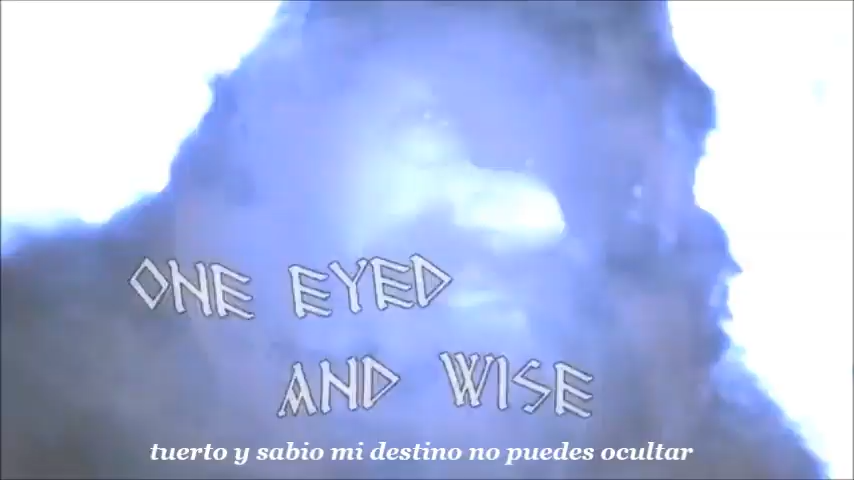 ONE EYED
AND WISE
tuerto y sabio mi destino no puedes ocultar